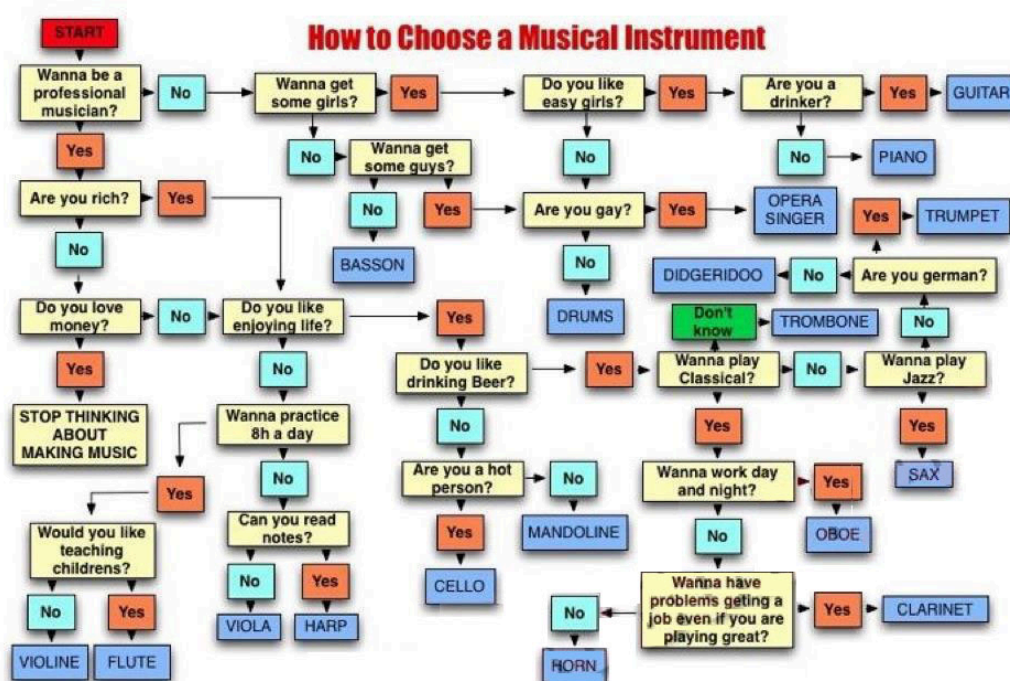 START
How to Choose a Musical Instrument
Wanna be a
professional
musician?
No
Wanna get
some girls?
Yes
Do you like
easy girls?
Yes
Are you a
drinker?
Yes
GUITAR
Yes
No
Wanna get
some guys?
No
No
PIANO
Are you rich?
Yes
No
Yes
Are you gay?
Yes
OPERA
SINGER
Yes
TRUMPET
No
BASSON
No
DIDGERIDOO
No
Are you german?
Do you love
money?
No
Do you like
enjoying life?
Yes
DRUMS
Don't
know
TROMBONE
No
Yes
No
Do you like
drinking Beer?
Yes
Wanna play
Classical?
No
Wanna play
Jazz?
STOP THINKING
ABOUT
MAKING MUSIC
Wanna practice
8h a day
No
Yes
Yes
Yes
No
Are you a hot
person?
No
Wanna work day
and night?
Yes
SAX
Would you like
teaching
childrens?
Can you read
notes?
Yes
MANDOLINE
No
OBOE
No
Yes
No
Yes
CELLO
No
Wanna have
problems geting a
job even if you are
playing great?
Yes
CLARINET
VIOLA
HARP
VIOLINE
FLUTE
HORN